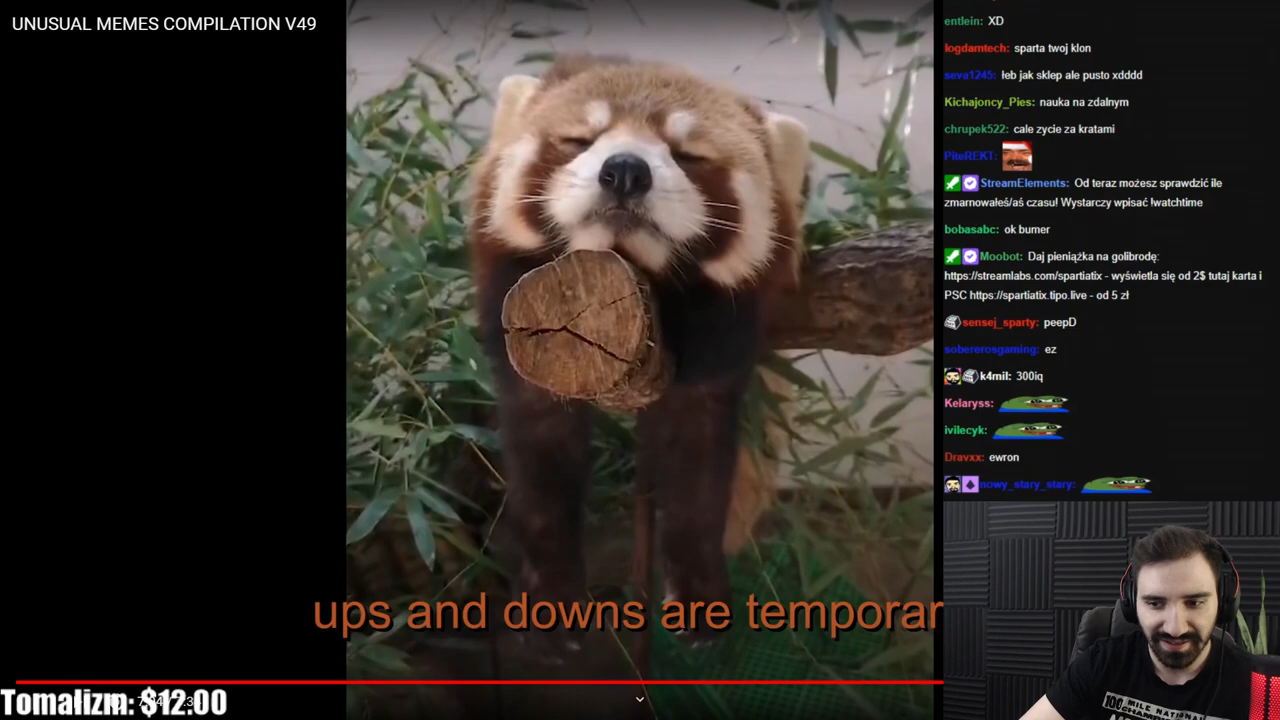 UNUSUAL MEMES COMPILATION V49
entlein: XD
logdamtech: sparta twoj klon
seva1245: łeb jak sklep ale pusto xdddd
Kichajoncy_Pies: nauka na zdalnym
chrupek522: cale zycie za kratami
PiteREKT:
StreamElements: Od teraz możesz sprawdzić ile
zmarnowałeś/aś czasu! Wystarczy wpisać !watchtime
bobasabc: ok bumer
Moobot: Daj pieniążka na golibrodę:
https://streamlabs.com/spartiatix - wyświetla się od 2$ tutaj karta i
PSC https://spartiatix.tipo.live - od 5 zł
sensej_sparty: peepD
sobererosgaming: ez
k4mil: 300iq
Kelaryss:
ivilecyk:
Dravxx: ewron
nowy_stary_stary:
ups and downs are temporar
Tomalizm: $12.00
100 MILE NATIONAL